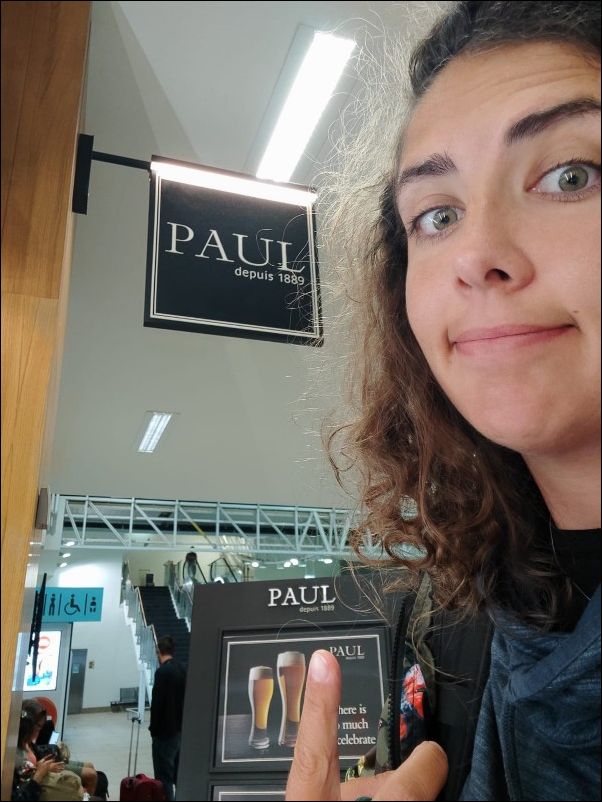 PAUL
depuis 1889
PAUL
depuis 1889
PAUL
here is
much
celebrate